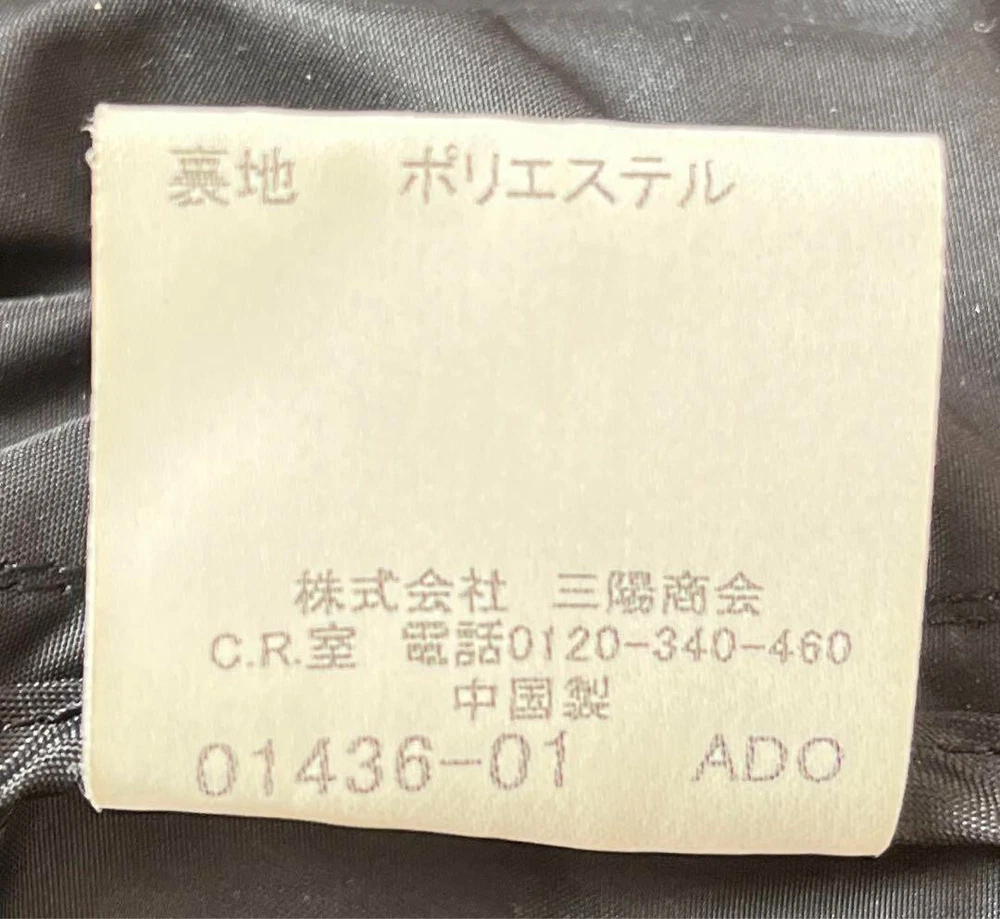 裏地 ポリエステル
株式会社 三陽商会
C.R.室 電話0120-340-460
中国製
01436-01 ADO